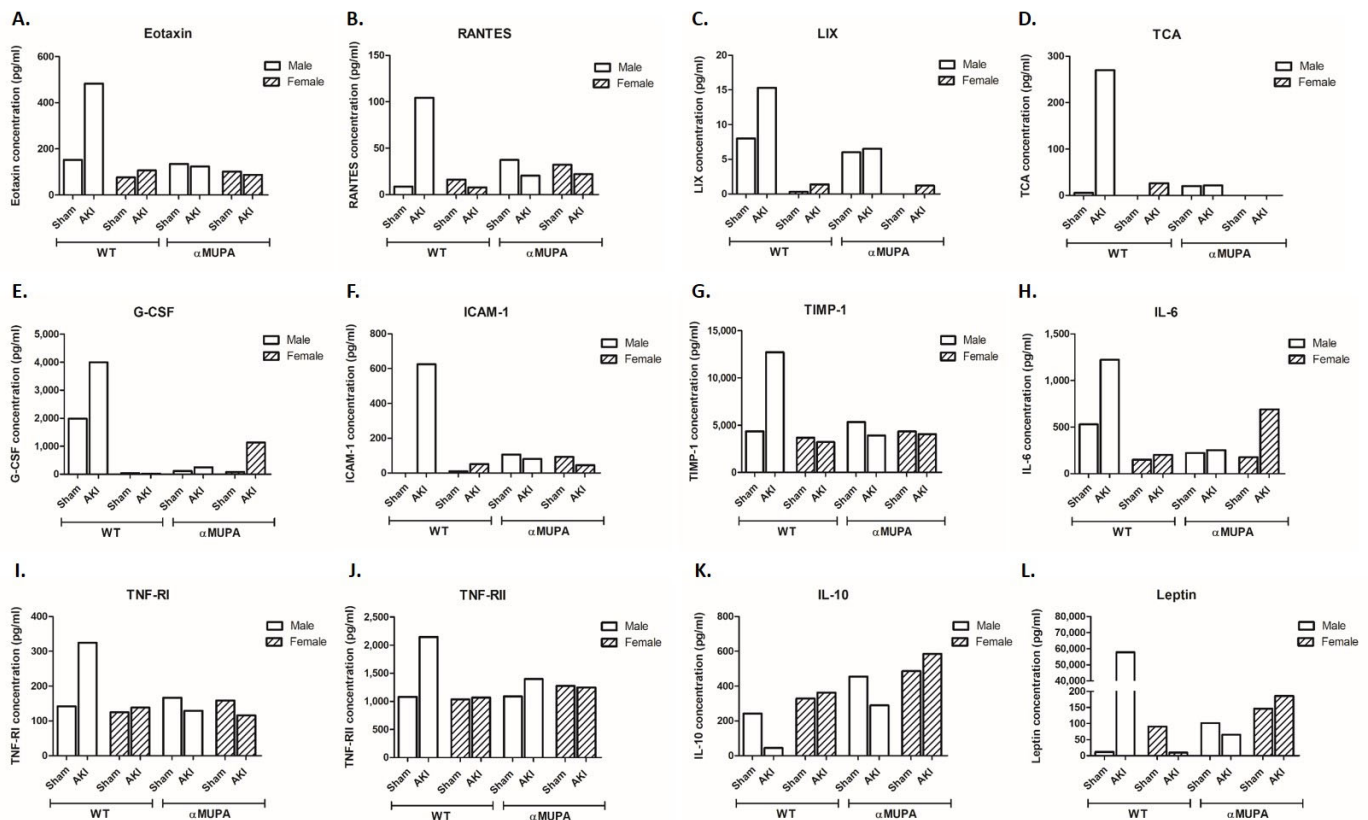 A.
Eotaxin
Eotaxin concentration (pg/ml)
600
400
200
0
Male
Female
Sham
AKI
Sham
AKI
Sham
AKI
Sham
AKI
WT
αMUPA
B.
RANTES
RANTES concentration (pg/ml)
150
100
50
0
Male
Female
Sham
AKI
Sham
AKI
Sham
AKI
Sham
AKI
WT
αMUPA
C.
LIX
LIX concentration (pg/ml)
20
15
10
5
0
Male
Female
Sham
AKI
Sham
AKI
Sham
AKI
Sham
AKI
WT
αMUPA
D.
TCA
TCA concentration (pg/ml)
300
200
100
0
Male
Female
Sham
AKI
Sham
AKI
Sham
AKI
Sham
AKI
WT
αMUPA
E.
G-CSF
G-CSF concentration (pg/ml)
5,000
4,000
3,000
2,000
1,000
0
Male
Female
Sham
AKI
Sham
AKI
Sham
AKI
Sham
AKI
WT
αMUPA
F.
ICAM-1
ICAM-1 concentration (pg/ml)
800
600
400
200
0
Male
Female
Sham
AKI
Sham
AKI
Sham
AKI
Sham
AKI
WT
αMUPA
G.
TIMP-1
TIMP-1 concentration (pg/ml)
15,000
10,000
5,000
0
Male
Female
Sham
AKI
Sham
AKI
Sham
AKI
Sham
AKI
WT
αMUPA
H.
IL-6
IL-6 concentration (pg/ml)
1,500
1,000
500
0
Male
Female
Sham
AKI
Sham
AKI
Sham
AKI
Sham
AKI
WT
αMUPA
I.
TNF-RI
TNF-RI concentration (pg/ml)
400
300
200
100
0
Male
Female
Sham
AKI
Sham
AKI
Sham
AKI
Sham
AKI
WT
αMUPA
J.
TNF-RII
TNF-RII concentration (pg/ml)
2,500
2,000
1,500
1,000
500
0
Male
Female
Sham
AKI
Sham
AKI
Sham
AKI
Sham
AKI
WT
αMUPA
K.
IL-10
IL-10 concentration (pg/ml)
800
600
400
200
0
Male
Female
Sham
AKI
Sham
AKI
Sham
AKI
Sham
AKI
WT
αMUPA
L.
Leptin
Leptin concentration (pg/ml)
80,000
70,000
60,000
50,000
40,000
200
150
100
50
0
Male
Female
Sham
AKI
Sham
AKI
Sham
AKI
Sham
AKI
WT
αMUPA